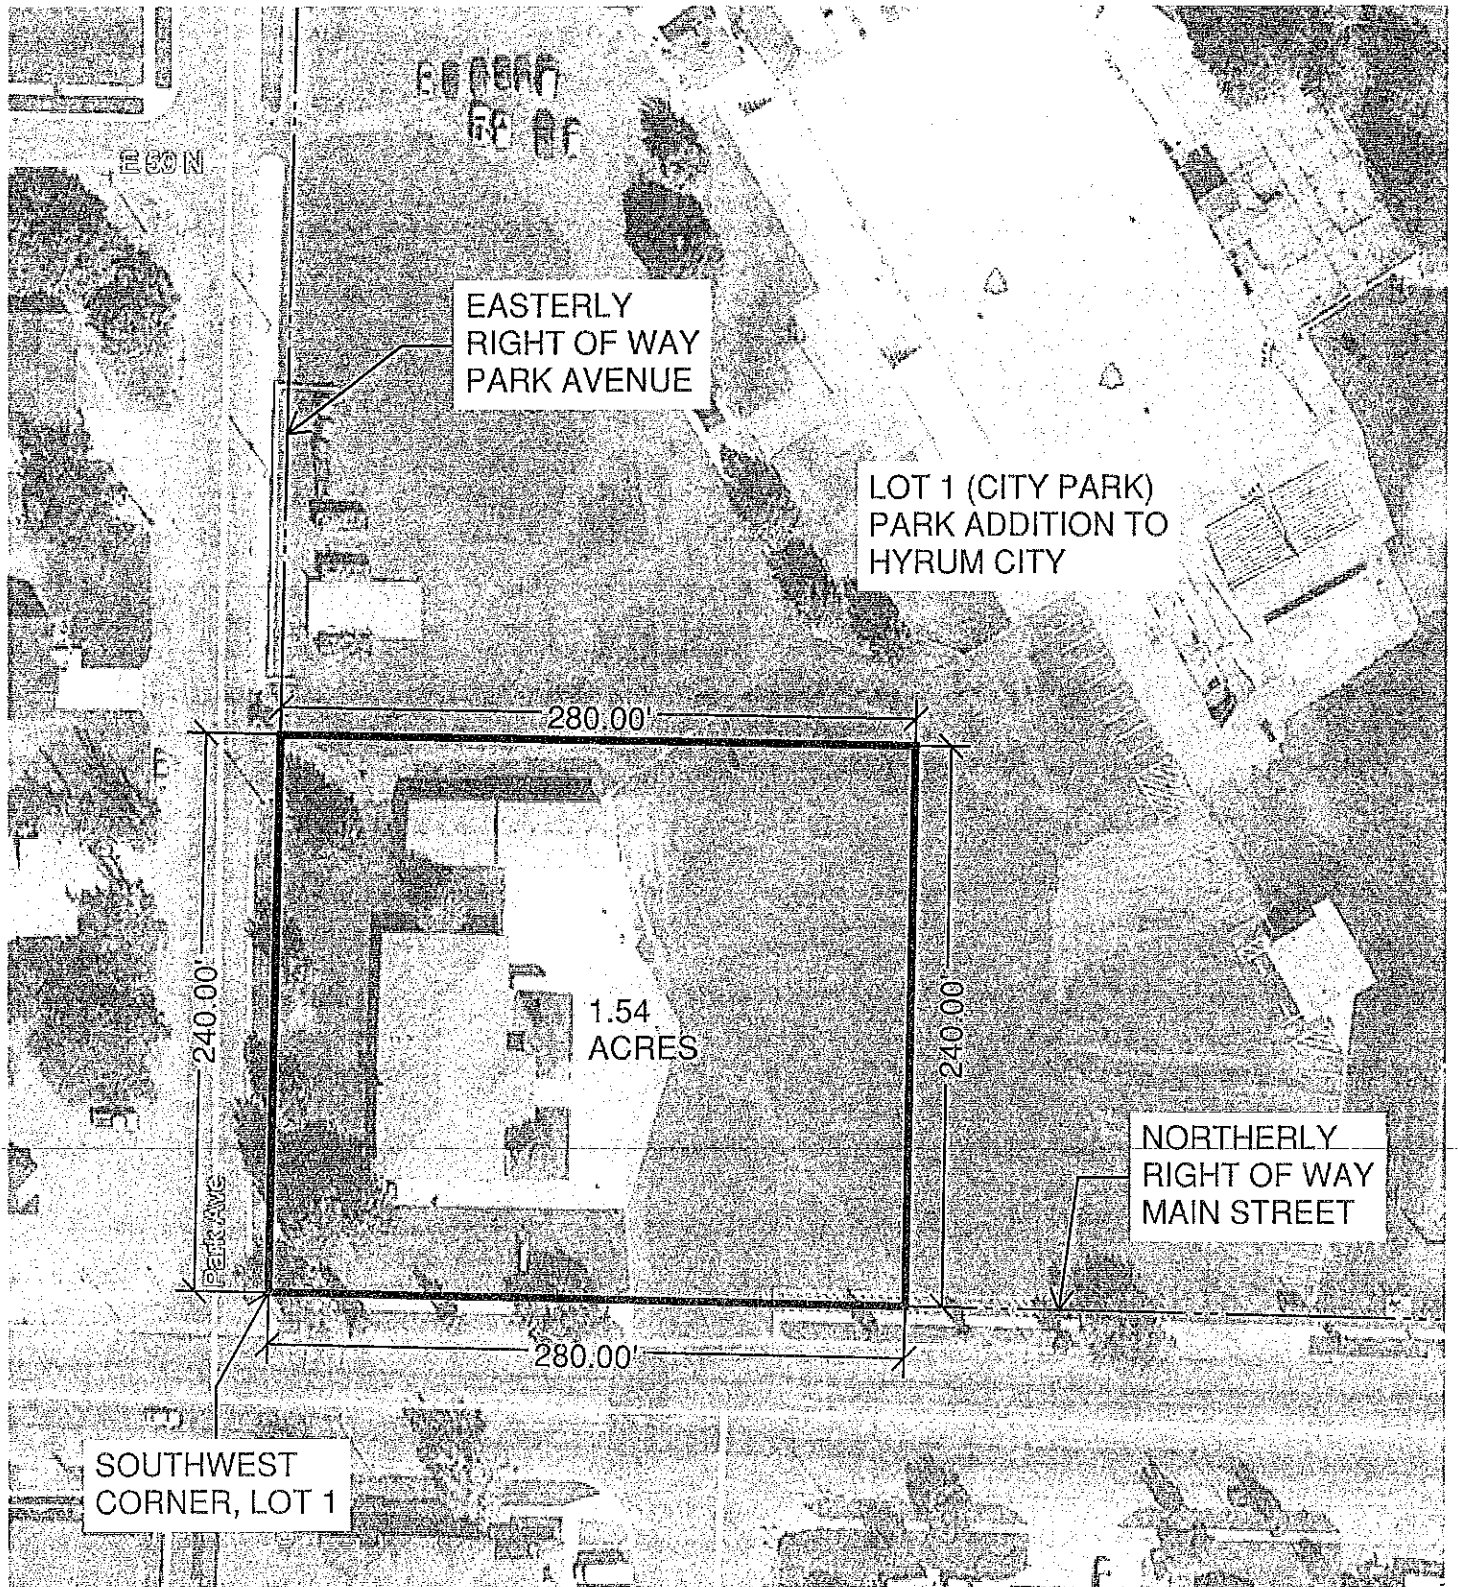 E 50 N
EASTERLY
RIGHT OF WAY
PARK AVENUE
LOT 1 (CITY PARK)
PARK ADDITION TO
HYRUM CITY
280.00'
240.00'
1.54
ACRES
240.00'
NORTHERLY
RIGHT OF WAY
MAIN STREET
Park Ave
280.00'
SOUTHWEST
CORNER, LOT 1